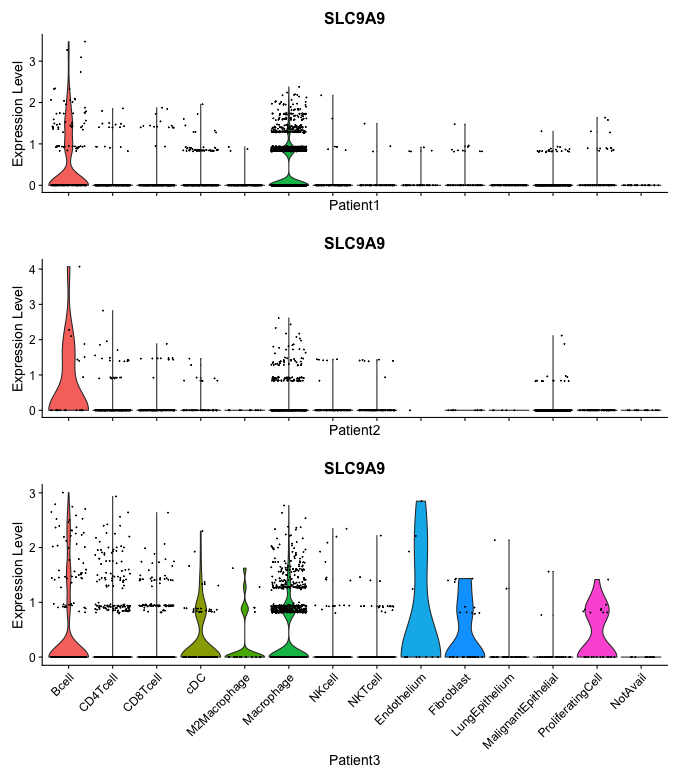 SLC9A9
Expression Level
3
2
1
0
Patient1
SLC9A9
Expression Level
4
3
2
1
0
Patient2
SLC9A9
Expression Level
3
2
1
0
Bcell
CD4Tcell
CD8Tcell
cDC
M2Macrophage
Macrophage
NKcell
NKTcell
Endothelium
Fibroblast
LungEpithelium
MalignantEpithelial
ProliferatingCell
NotAvail
Patient3